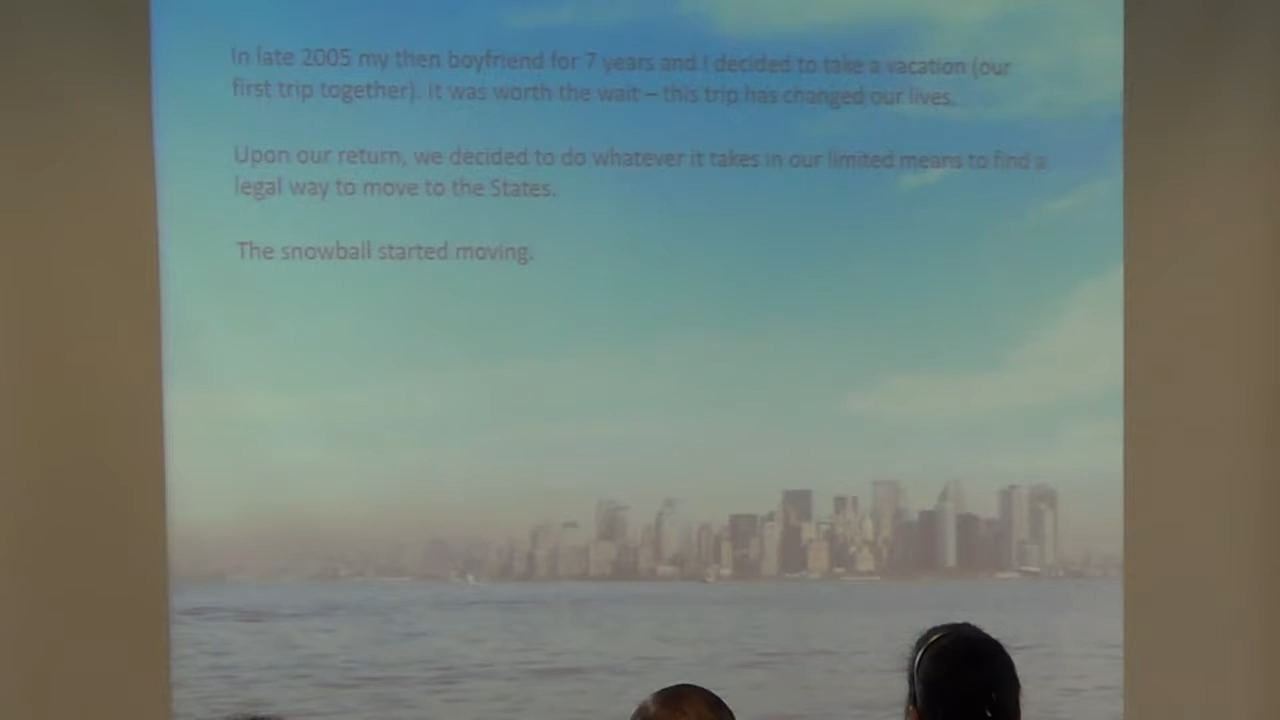 In late 2005 my then boyfriend for 7 years and I decided to take a vacation (our
first trip together). It was worth the wait – this trip has changed our lives.
Upon our return, we decided to do whatever it takes in our limited means to find a
legal way to move to the States.
The snowball started moving.